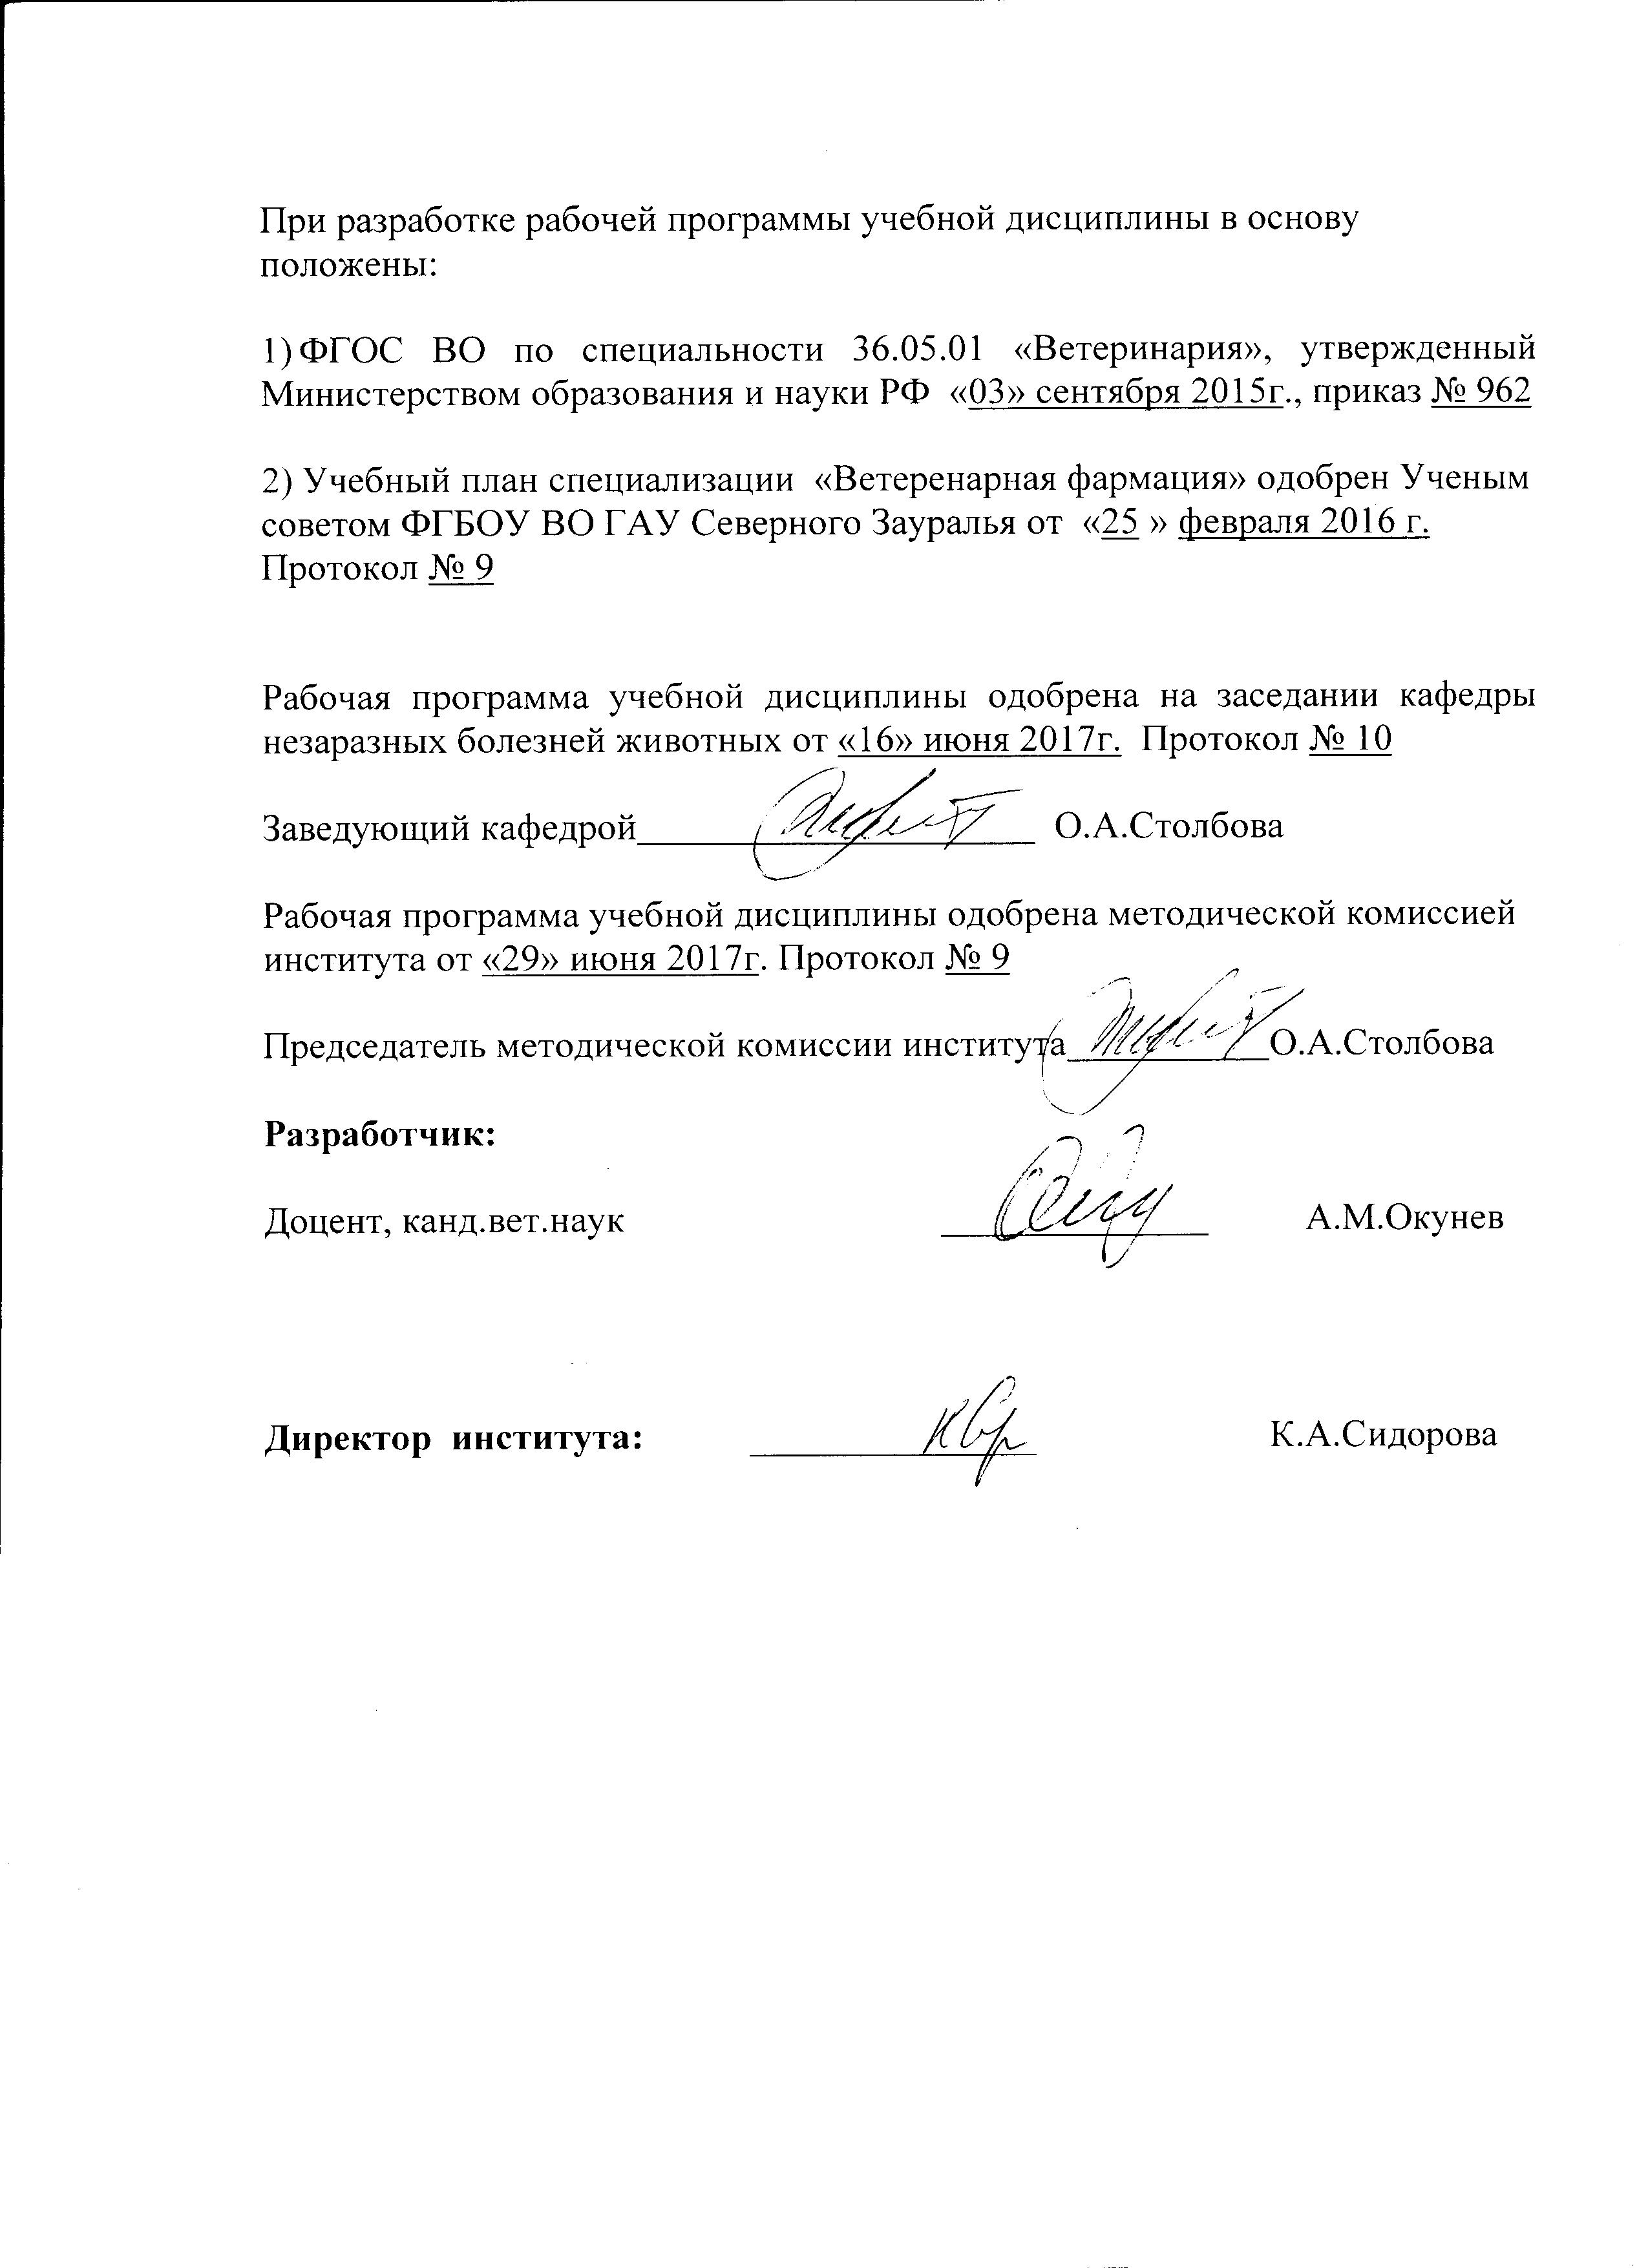 При разработке рабочей программы учебной дисциплины в основу
положены:
1) ФГОС ВО по специальности 36.05.01 «Ветеринария», утвержденный
Министерством образования и науки РФ «03» сентября 2015г., приказ № 962
2) Учебный план специализации «Ветеренарная фармация» одобрен Ученым
советом ФГБОУ ВО ГАУ Северного Зауралья от «25 » февраля 2016 г.
Протокол № 9
Рабочая программа учебной дисциплины одобрена на заседании кафедры
незаразных болезней животных от «16» июня 2017г. Протокол № 10
Заведующий кафедрой О.А.Столбова
Рабочая программа учебной дисциплины одобрена методической комиссией
института от «29» июня 2017г. Протокол № 9
Председатель методической комиссии института О.А.Столбова
Разработчик:
Доцент, канд.вет.наук А.М.Окунев
Директор института: К.А.Сидорова